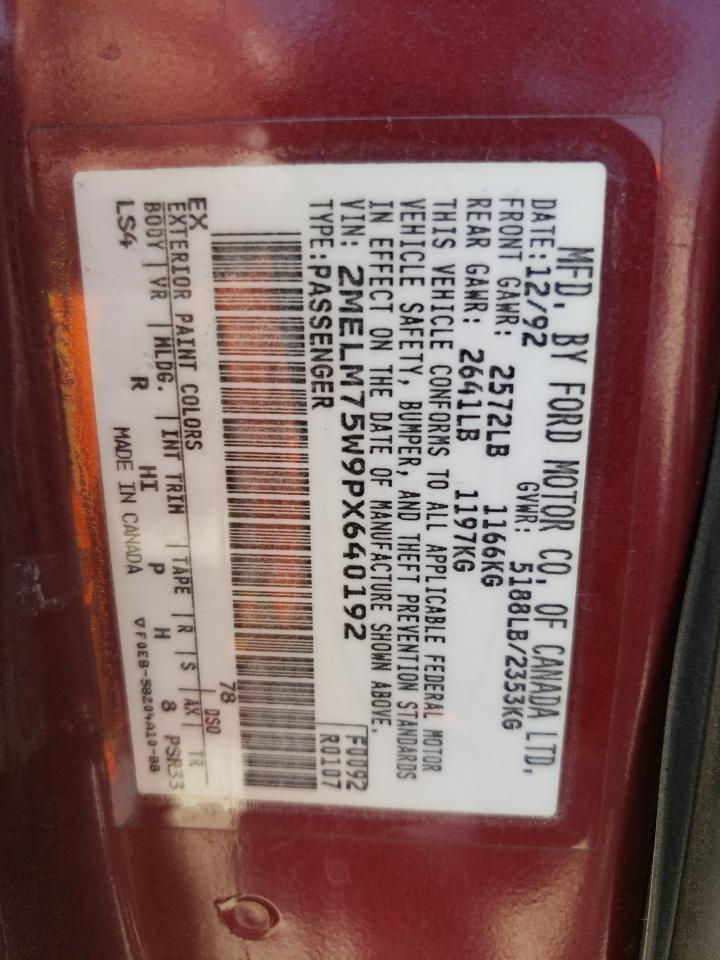 MFD. BY FORD MOTOR CO. OF CANADA LTD.
DATE: 12/92 GVWR: 5188LB/2353KG
FRONT GAWR: 2572LB 1166KG
REAR GAWR: 2641LB 1197KG
THIS VEHICLE CONFORMS TO ALL APPLICABLE FEDERAL MOTOR
VEHICLE SAFETY, BUMPER, AND THEFT PREVENTION STANDARDS
IN EFFECT ON THE DATE OF MANUFACTURE SHOWN ABOVE.
VIN: 2MELM75W9PX640192 F0092
TYPE: PASSENGER R0107
78
EX DSO
EXTERIOR PAINT COLORS
BODY | VR | MLDG. | INT TRIM | TAPE | R | S | AX | TR
LS4 R HI P H 8 PSR33
MADE IN CANADA ▽F0EB-58204A10-BB